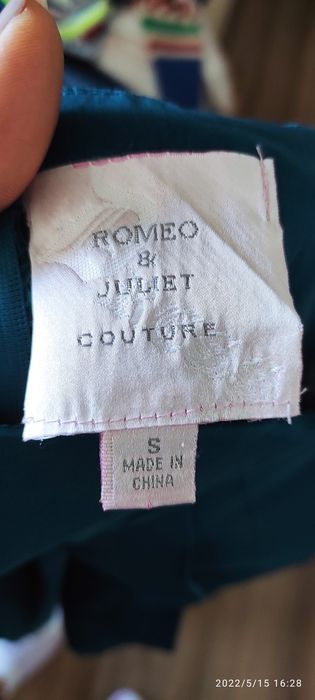 ROMEO
&
JULIET
COUTURE
S
MADE IN
CHINA
2022/5/15 16:28